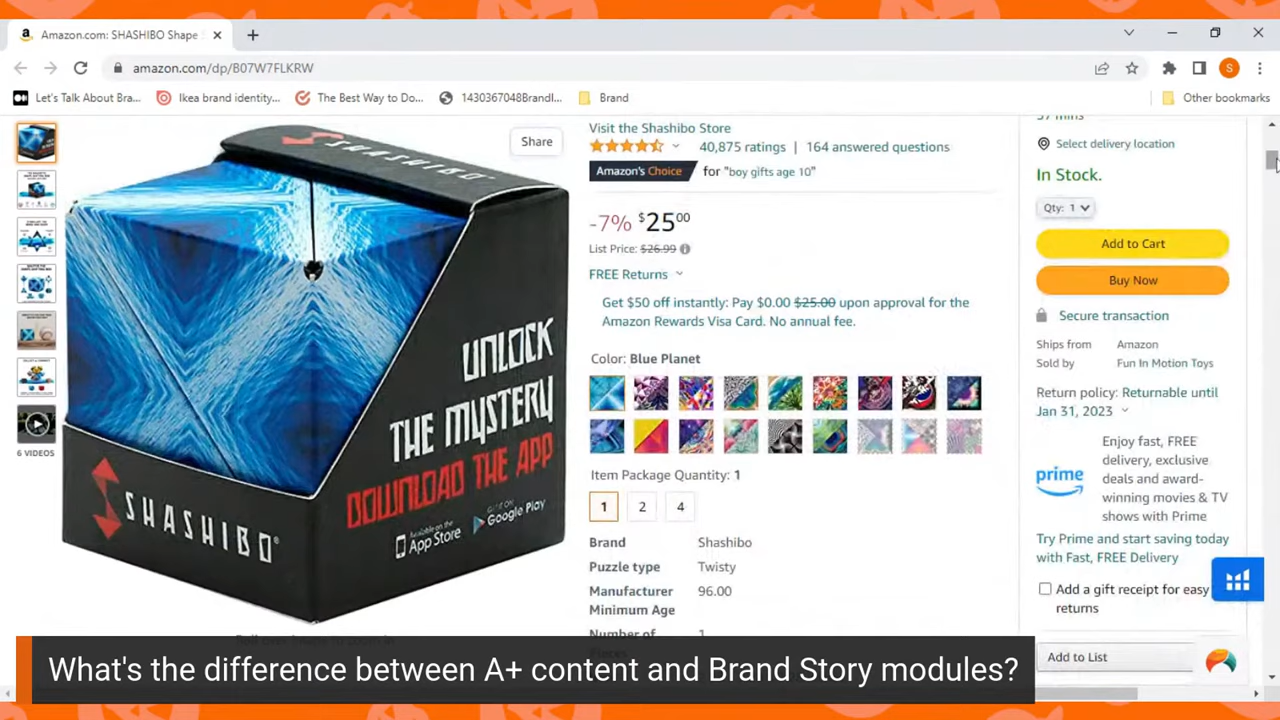 Amazon.com: SHASHIBO Shape
amazon.com/dp/B07W7FLKRW
Let's Talk About Bra...
Ikea brand identity...
The Best Way to Do...
1430367048BrandI...
Brand
Other bookmarks
Share
SHASHIBO
UNLOCK
THE MYSTERY
DOWNLOAD THE APP
Available on the
App Store
Google Play
SHASHIBO
6 VIDEOS
Visit the Shashibo Store
40,875 ratings | 164 answered questions
Amazon's Choice for "boy gifts age 10"
-7% $25.00
List Price: $26.99
FREE Returns
Get $50 off instantly: Pay $0.00 $25.00 upon approval for the
Amazon Rewards Visa Card. No annual fee.
Color: Blue Planet
Item Package Quantity: 1
1 2 4
Brand Shashibo
Puzzle type Twisty
Manufacturer 96.00
Minimum Age
Number of 1
57 mins
Select delivery location
In Stock.
Qty: 1
Add to Cart
Buy Now
Secure transaction
Ships from Amazon
Sold by Fun In Motion Toys
Return policy: Returnable until
Jan 31, 2023
prime
Enjoy fast, FREE
delivery, exclusive
deals and award-
winning movies & TV
shows with Prime
Try Prime and start saving today
with Fast, FREE Delivery
Add a gift receipt for easy
returns
Add to List
What's the difference between A+ content and Brand Story modules?